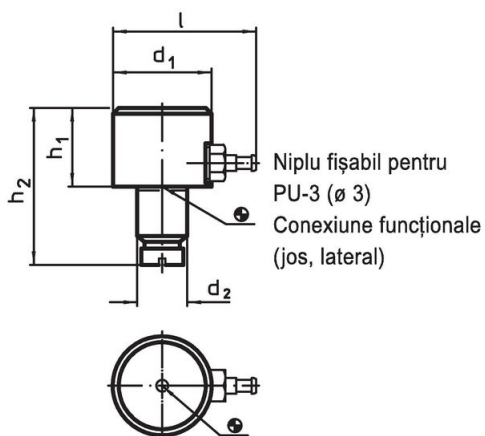 l
d₁
h₁
h₂
Niplu fișabil pentru
PU-3 (ø 3)
Conexiune funcționale
(jos, lateral)
d₂